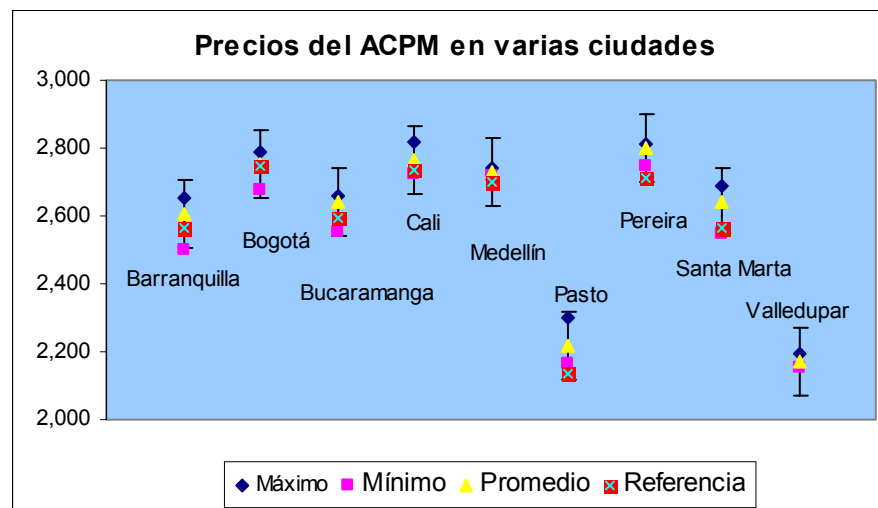 Precios del ACPM en varias ciudades
3,000
2,800
2,600
2,400
2,200
2,000
Barranquilla
Bogotá
Bucaramanga
Cali
Medellín
Pasto
Pereira
Santa Marta
Valledupar
Máximo Mínimo Promedio Referencia